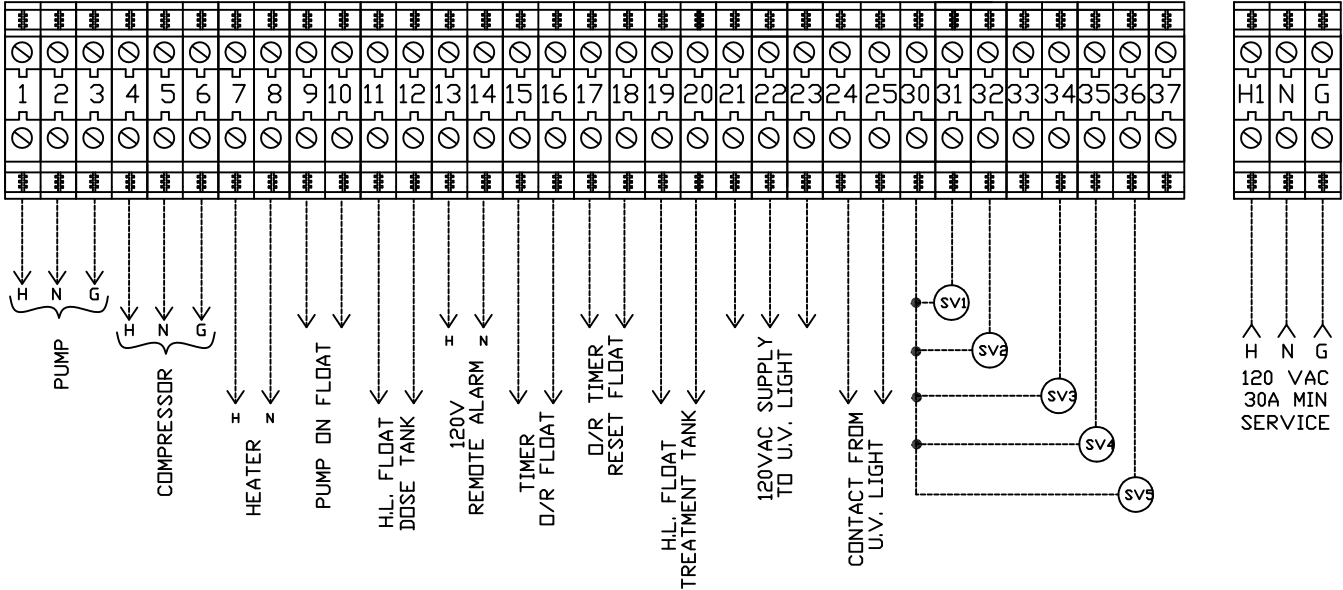 1 2 3 4 5 6 7 8 9 10 11 12 13 14 15 16 17 18 19 20 21 22 23 24 25 30 31 32 33 34 35 36 37
H1 N G
H N G
PUMP
H N G
COMPRESSOR
H N
HEATER
PUMP ON FLOAT
H.L. FLOAT
DOSE TANK
H N
120V
REMOTE ALARM
TIMER
O/R FLOAT
O/R TIMER
RESET FLOAT
H.L. FLOAT
TREATMENT TANK
120VAC SUPPLY
TO U.V. LIGHT
CONTACT FROM
U.V. LIGHT
SV1
SV2
SV3
SV4
SV5
H N G
120 VAC
30A MIN
SERVICE